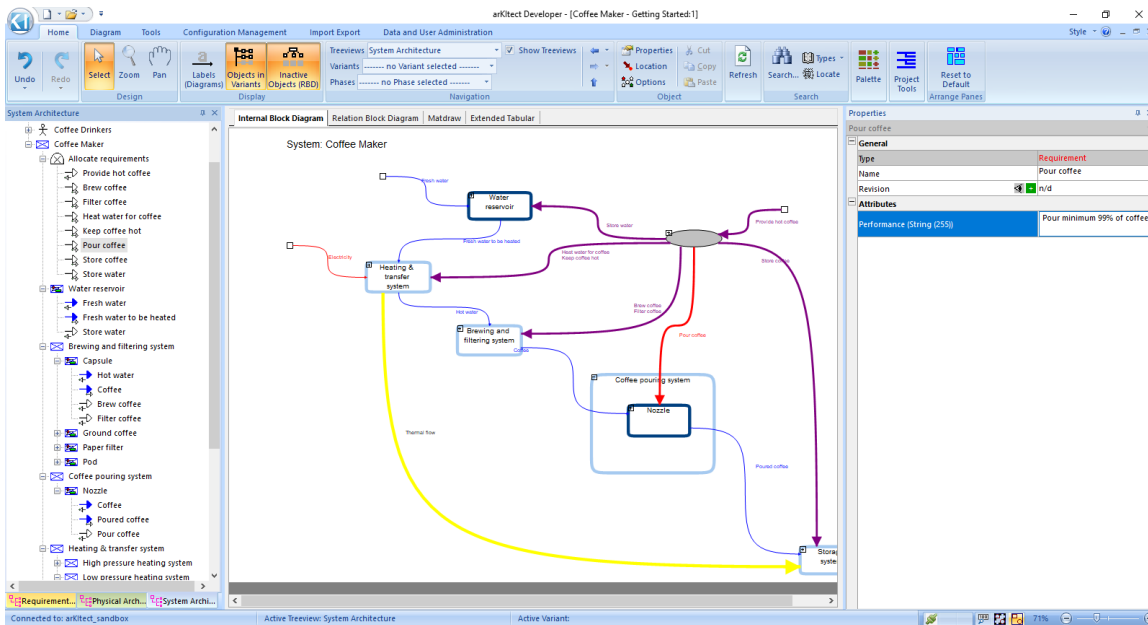 arKItect Developer - [Coffee Maker - Getting Started:1]
KI
Home Diagram Tools Configuration Management Import Export Data and User Administration Style
Undo
Redo
Select
Zoom
Pan
Design
Labels
(Diagrams)
Objects in
Variants
Inactive
Objects (RBD)
Display
Treeviews System Architecture
Show Treeviews
Variants ------- no Variant selected -------
Phases ---- no Phase selected ----
Navigation
Properties
Location
Options
Cut
Copy
Paste
Object
Refresh
Search...
Types
Locate
Search
Palette
Project
Tools
Reset to
Default
Arrange Panes
System Architecture
Coffee Drinkers
Coffee Maker
Allocate requirements
Provide hot coffee
Brew coffee
Filter coffee
Heat water for coffee
Keep coffee hot
Pour coffee
Store coffee
Store water
Water reservoir
Fresh water
Fresh water to be heated
Store water
Brewing and filtering system
Capsule
Hot water
Coffee
Brew coffee
Filter coffee
Ground coffee
Paper filter
Pod
Coffee pouring system
Nozzle
Coffee
Poured coffee
Pour coffee
Heating & transfer system
High pressure heating system
Low pressure heating system
Requirement... Physical Arch... System Archi...
Internal Block Diagram Relation Block Diagram Matdraw Extended Tabular
System: Coffee Maker
Fresh water
Water
reservoir
Store water
Provide hot coffee
Fresh water to be heated
Electricity
Heat water for coffee
Keep coffee hot
Store coffee
Heating &
transfer
system
Hot water
Brew coffee
Filter coffee
Brewing and
filtering system
Coffee
Pour coffee
Coffee pouring system
Nozzle
Thermal flow
Poured coffee
Storag
syste
Properties
Pour coffee
General
Type Requirement
Name Pour coffee
Revision n/d
Attributes
Performance (String (255)) Pour minimum 99% of coffee
Connected to: arKItect_sandbox Active Treeview: System Architecture Active Variant: 71%